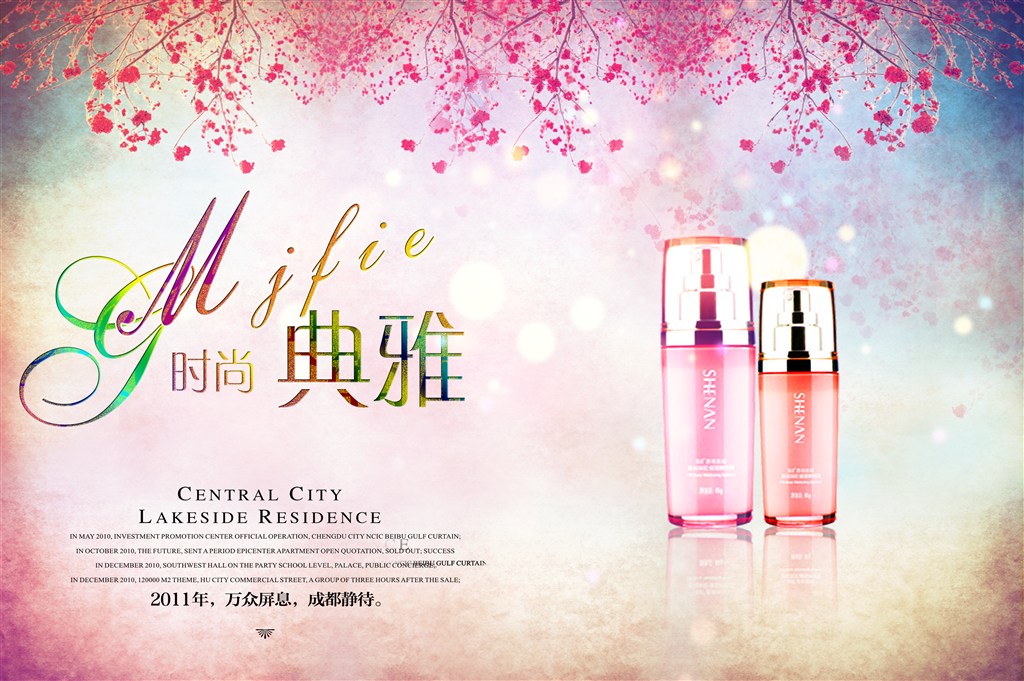 Mjfie
时尚 典雅
CENTRAL CITY
LAKESIDE RESIDENCE
IN MAY 2010, INVESTMENT PROMOTION CENTER OFFICIAL OPERATION, CHENGDU CITY NCIC BEIBU GULF CURTAIN;
E
IN OCTOBER 2010, THE FUTURE, SENT A PERIOD EPICENTER APARTMENT OPEN QUOTATION, SOLD OUT; SUCCESS
IN DECEMBER 2010, SOUTHWEST HALL ON THE PARTY SCHOOL LEVEL, PALACE, PUBLIC CONCIERGE;
BEIBU GULF CURTAIN
IN DECEMBER 2010, 120000 M2 THEME, HU CITY COMMERCIAL STREET, A GROUP OF THREE HOURS AFTER THE SALE;
2011年，万众屏息，成都静待。
SHENAN
SHENAN